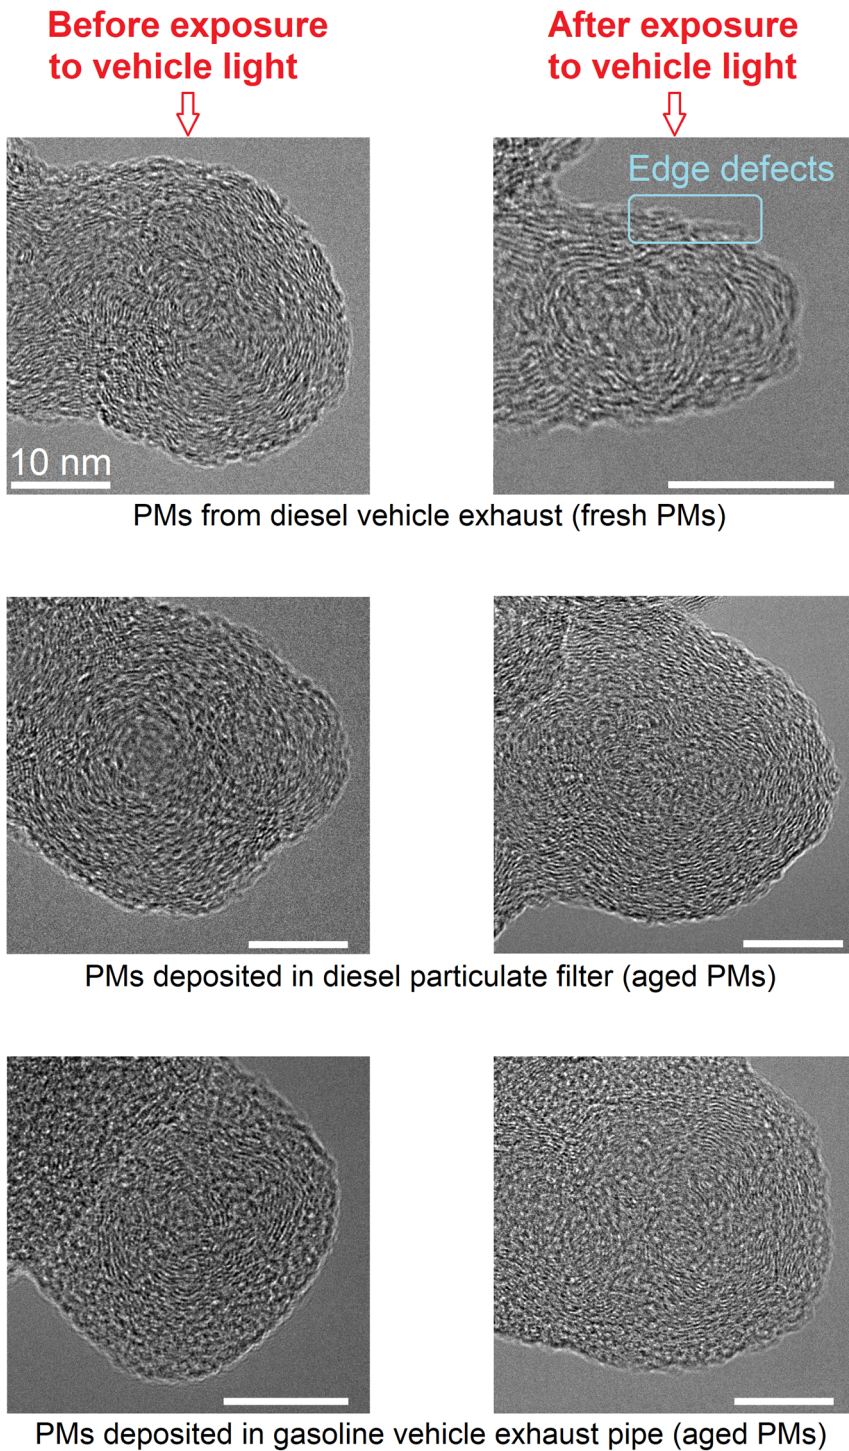 Before exposure
to vehicle light
After exposure
to vehicle light
Edge defects
10 nm
PMs from diesel vehicle exhaust (fresh PMs)
PMs deposited in diesel particulate filter (aged PMs)
PMs deposited in gasoline vehicle exhaust pipe (aged PMs)